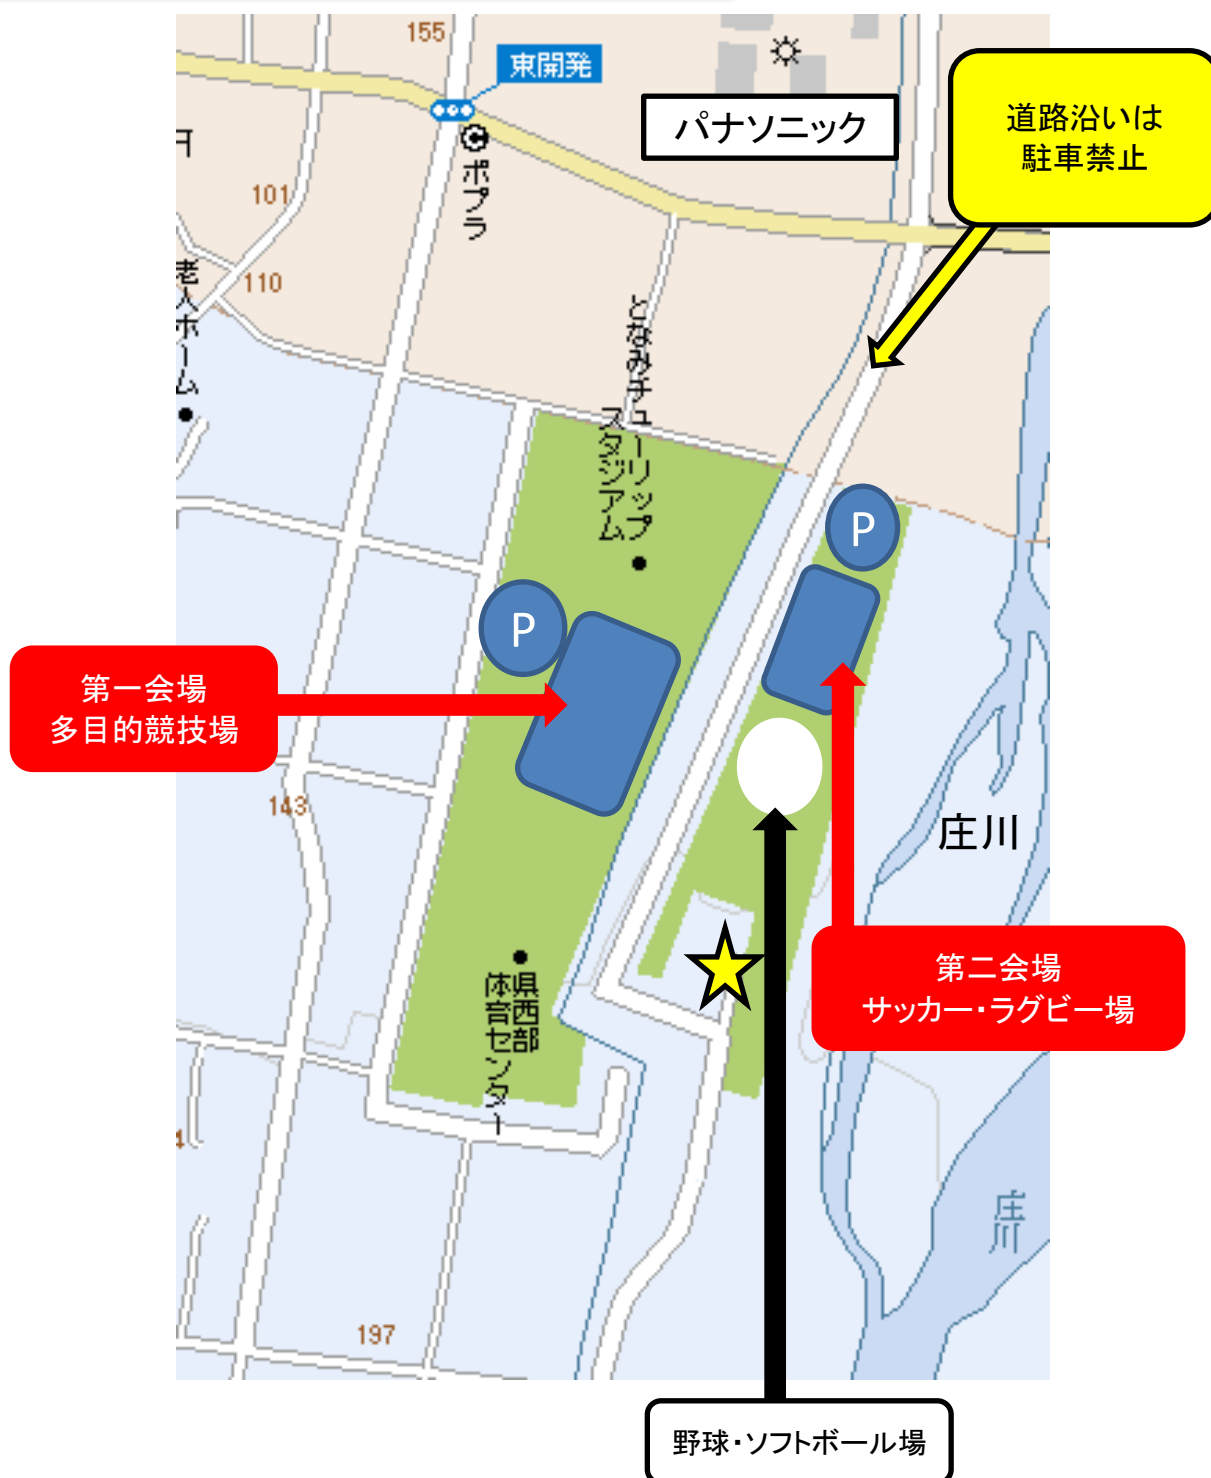 155
東開発
パナソニック
道路沿いは
駐車禁止
ポプラ
101
110
老人ホーム
となみチューリップ
スタジアム
P
P
第一会場
多目的競技場
143
庄川
県西部
体育センター
第二会場
サッカー・ラグビー場
4
庄川
197
野球・ソフトボール場